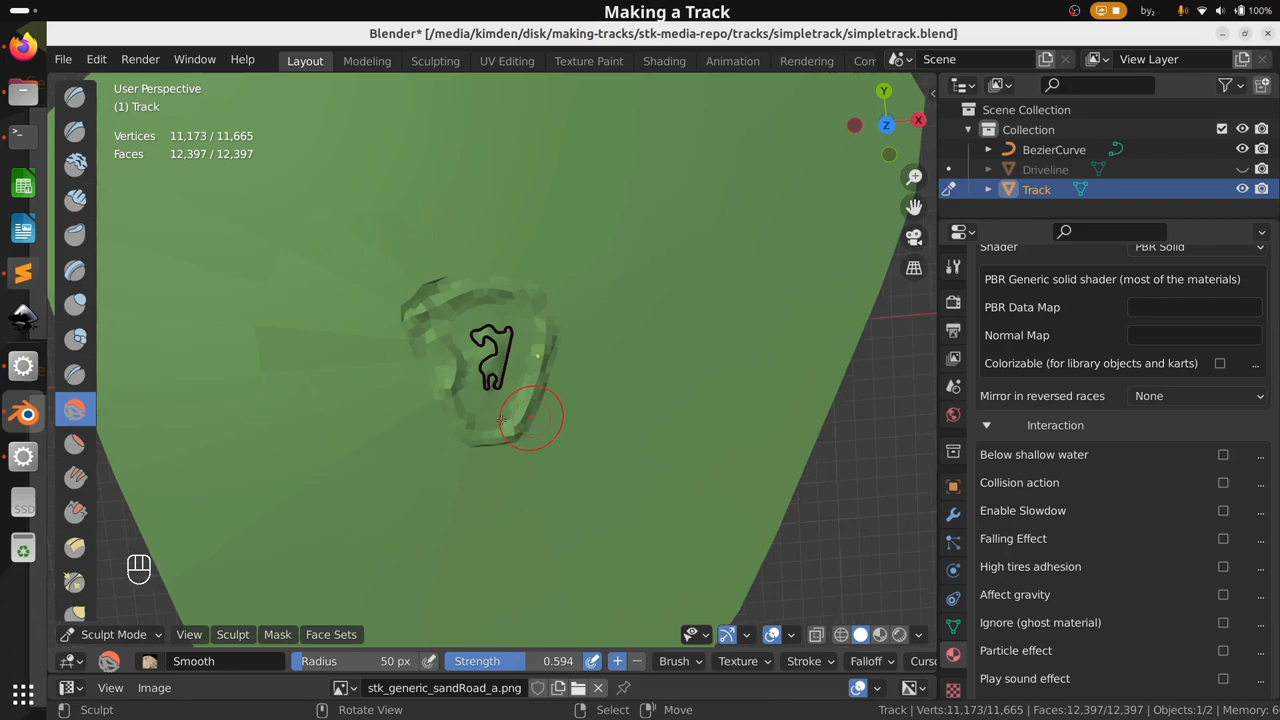 Making a Track
by₂
100%
Blender* [/media/kimden/disk/making-tracks/stk-media-repo/tracks/simpletrack/simpletrack.blend]
File Edit Render Window Help Layout Modeling Sculpting UV Editing Texture Paint Shading Animation Rendering Com Scene View Layer
User Perspective
(1) Track
Vertices 11,173 / 11,665
Faces 12,397 / 12,397
Y
X
Z
Scene Collection
Collection
BezierCurve
Driveline
Track
Shader PBR Solid
PBR Generic solid shader (most of the materials)
PBR Data Map
Normal Map
Colorizable (for library objects and karts) ...
Mirror in reversed races None
Interaction
Below shallow water ...
Collision action ...
Enable Slowdow ...
Falling Effect ...
High tires adhesion ...
Affect gravity ...
Ignore (ghost material) ...
Particle effect ...
Play sound effect ...
SSD
Sculpt Mode View Sculpt Mask Face Sets
Smooth Radius 50 px Strength 0.594 Brush Texture Stroke Falloff Curso
View Image stk_generic_sandRoad_a.png
Sculpt Rotate View Select Move Track | Verts:11,173/11,665 | Faces:12,397/12,397 | Objects:1/2 | Memory: 6